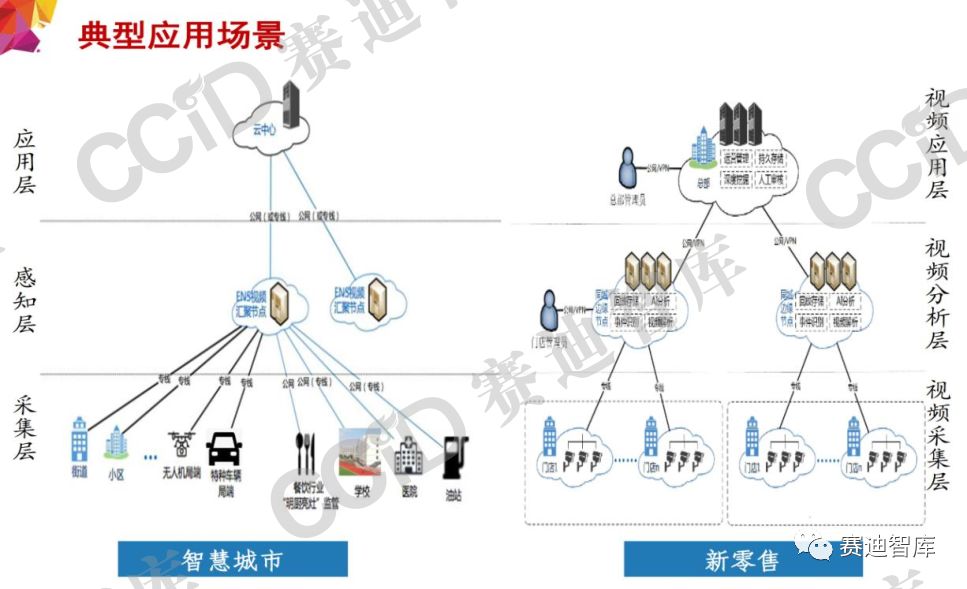 典型应用场景
应用层
云中心
公网（或专线）
公网（或专线）
感知层
ENS视频
汇聚节点
ENS视频
汇聚节点
采集层
专线
专线
专线
专线
公网
公网（专线）
公网（专线）
街道
小区
...
无人机局端
特种车辆
局端
餐饮行业
“明厨亮灶”监管
学校
医院
油站
智慧城市
视频应用层
总部管理员
公网/VPN
总部
运营管理
持久存储
深度挖掘
人工审核
公网/VPN
公网/VPN
视频分析层
门店管理员
公网/VPN
同城
边缘
节点
同城存储
AI分析
事件识别
视频解析
同城
边缘
节点
同城存储
AI分析
事件识别
视频解析
视频采集层
专线
专线
专线
专线
门店1
......
门店n
门店1
......
门店n
新零售
赛迪智库
CCID 赛迪智库